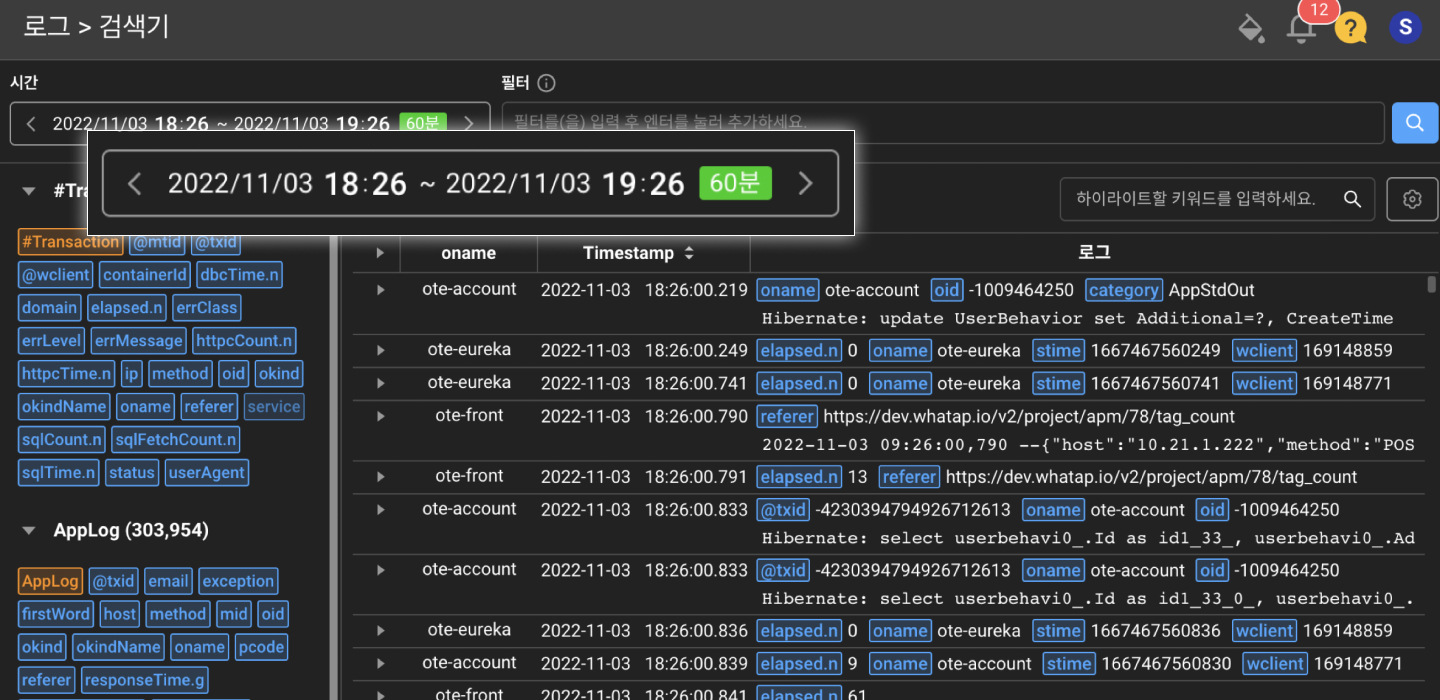 로그 > 검색기
12
?
S
시간
필터
2022/11/03 18:26 ~ 2022/11/03 19:26 60분
필터를(을) 입력 후 엔터를 눌러 추가하세요.
2022/11/03 18:26 ~ 2022/11/03 19:26 60분
하이라이트할 키워드를 입력하세요.
#Transaction @mtid @txid
@wclient containerId dbcTime.n
domain elapsed.n errClass
errLevel errMessage httpcCount.n
httpcTime.n ip method oid okind
okindName oname referer service
sqlCount.n sqlFetchCount.n
sqlTime.n status userAgent
AppLog (303,954)
AppLog @txid email exception
firstWord host method mid oid
okind okindName oname pcode
referer responseTime.g
oname Timestamp 로그
ote-account 2022-11-03 18:26:00.219 oname ote-account oid -1009464250 category AppStdOut
Hibernate: update UserBehavior set Additional=?, CreateTime
ote-eureka 2022-11-03 18:26:00.249 elapsed.n 0 oname ote-eureka stime 1667467560249 wclient 169148859
ote-eureka 2022-11-03 18:26:00.741 elapsed.n 0 oname ote-eureka stime 1667467560741 wclient 169148771
ote-front 2022-11-03 18:26:00.790 referer https://dev.whatap.io/v2/project/apm/78/tag_count
2022-11-03 09:26:00,790 --{"host":"10.21.1.222","method":"POS
ote-front 2022-11-03 18:26:00.791 elapsed.n 13 referer https://dev.whatap.io/v2/project/apm/78/tag_count
ote-account 2022-11-03 18:26:00.833 @txid -4230394794926712613 oname ote-account oid -1009464250
Hibernate: select userbehavi0_.Id as id1_33_, userbehavi0_.Ad
ote-account 2022-11-03 18:26:00.833 @txid -4230394794926712613 oname ote-account oid -1009464250
Hibernate: select userbehavi0_.Id as id1_33_0_, userbehavi0_.
ote-eureka 2022-11-03 18:26:00.836 elapsed.n 0 oname ote-eureka stime 1667467560836 wclient 169148859
ote-account 2022-11-03 18:26:00.839 elapsed.n 9 oname ote-account stime 1667467560830 wclient 169148771
ote-front 2022-11-03 18:26:00.841 elapsed.n 61